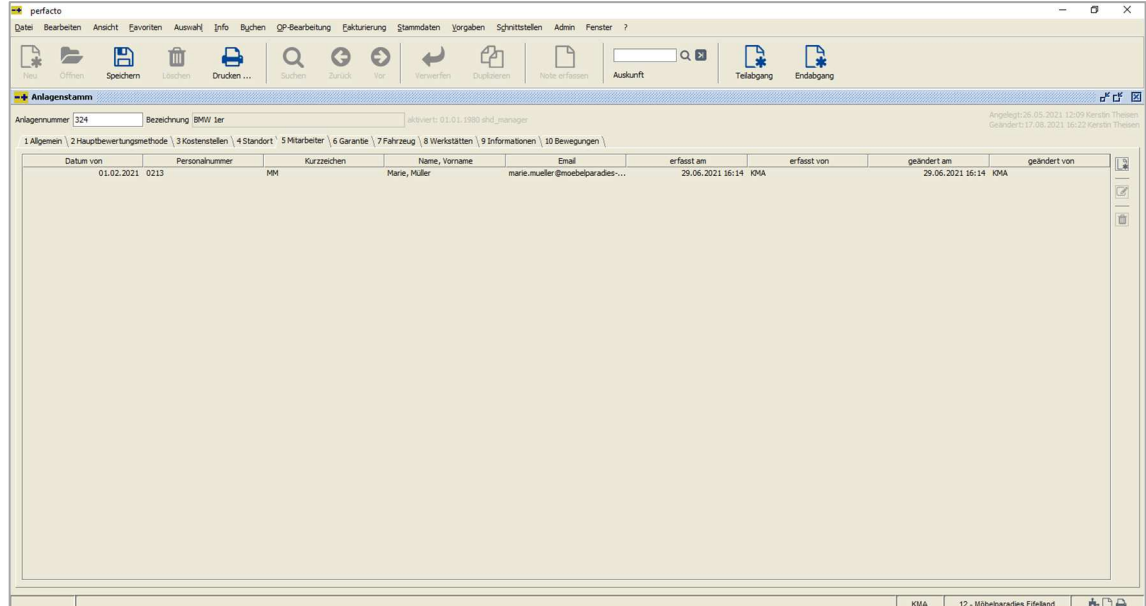 perfacto
Datei Bearbeiten Ansicht Favoriten Auswahl Info Buchen OP-Bearbeitung Fakturierung Stammdaten Vorgaben Schnittstellen Admin Fenster ?
Neu Öffnen Speichern Löschen Drucken ... Suchen Zurück Vor Verwerfen Duplizieren Note erfassen Auskunft Teilabgang Endabgang
Anlagenstamm
Anlagennummer 324 Bezeichnung BMW 1er aktiviert: 01.01.1980 shd_manager
Angelegt:26.05.2021 12:09 Kerstin Theisen
Geändert:17.08.2021 16:22 Kerstin Theisen
1 Allgemein \ 2 Hauptbewertungsmethode \ 3 Kostenstellen \ 4 Standort \ 5 Mitarbeiter \ 6 Garantie \ 7 Fahrzeug \ 8 Werkstätten \ 9 Informationen \ 10 Bewegungen \
Datum von Personalnummer Kurzzeichen Name, Vorname Email erfasst am erfasst von geändert am geändert von
01.02.2021 0213 MM Marie, Müller marie.mueller@moebelparadies-... 29.06.2021 16:14 KMA 29.06.2021 16:14 KMA
KMA 12 - Möbelparadies Eifelland